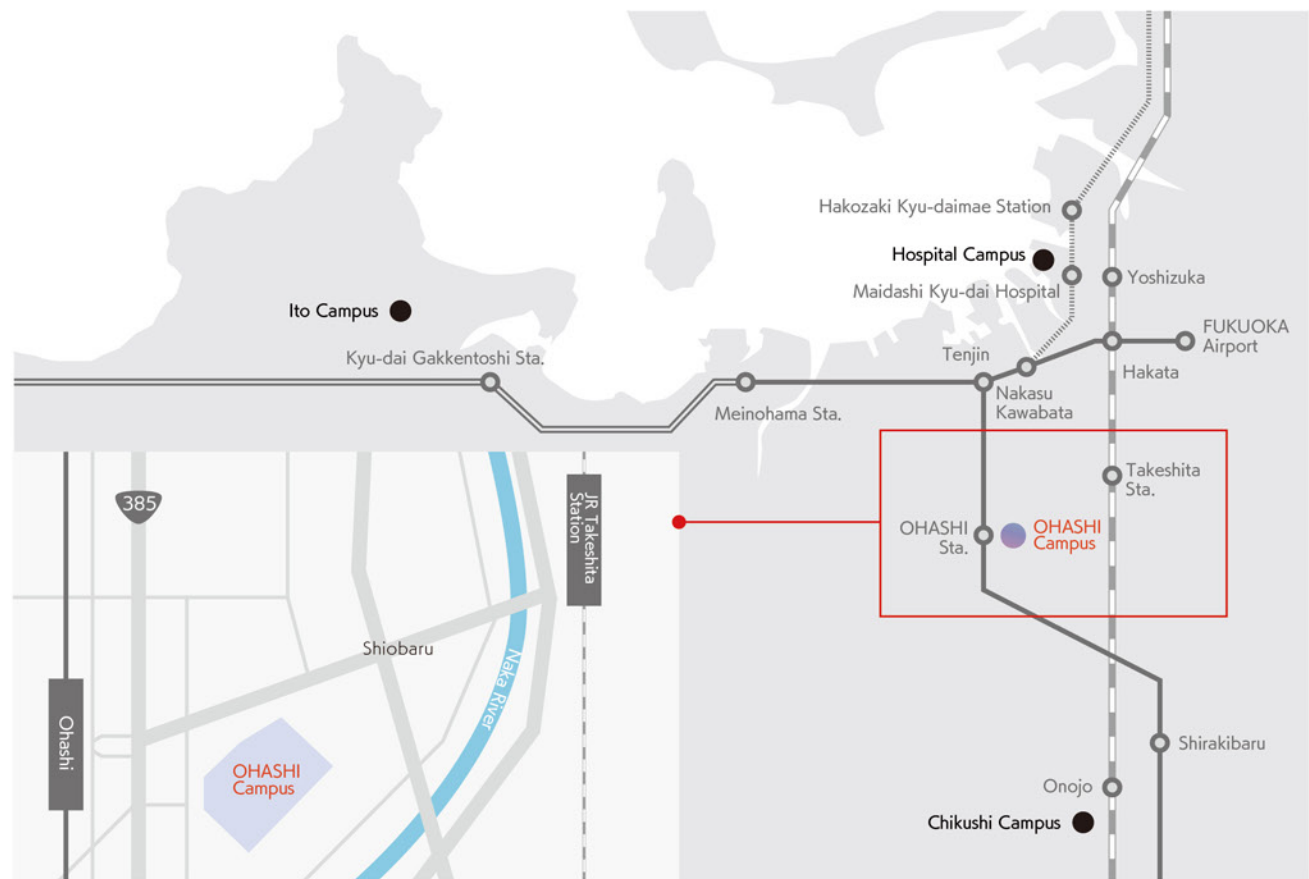 Hakozaki Kyu-daimae Station
Hospital Campus
Maidashi Kyu-dai Hospital
Yoshizuka
Ito Campus
FUKUOKA
Airport
Kyu-dai Gakkentoshi Sta.
Tenjin
Hakata
Meinohama Sta.
Nakasu
Kawabata
Takeshita
Sta.
OHASHI
Sta.
OHASHI
Campus
Shirakibaru
Onojo
Chikushi Campus
385
JR Takeshita
Station
Shiobaru
Naka River
Ohashi
OHASHI
Campus